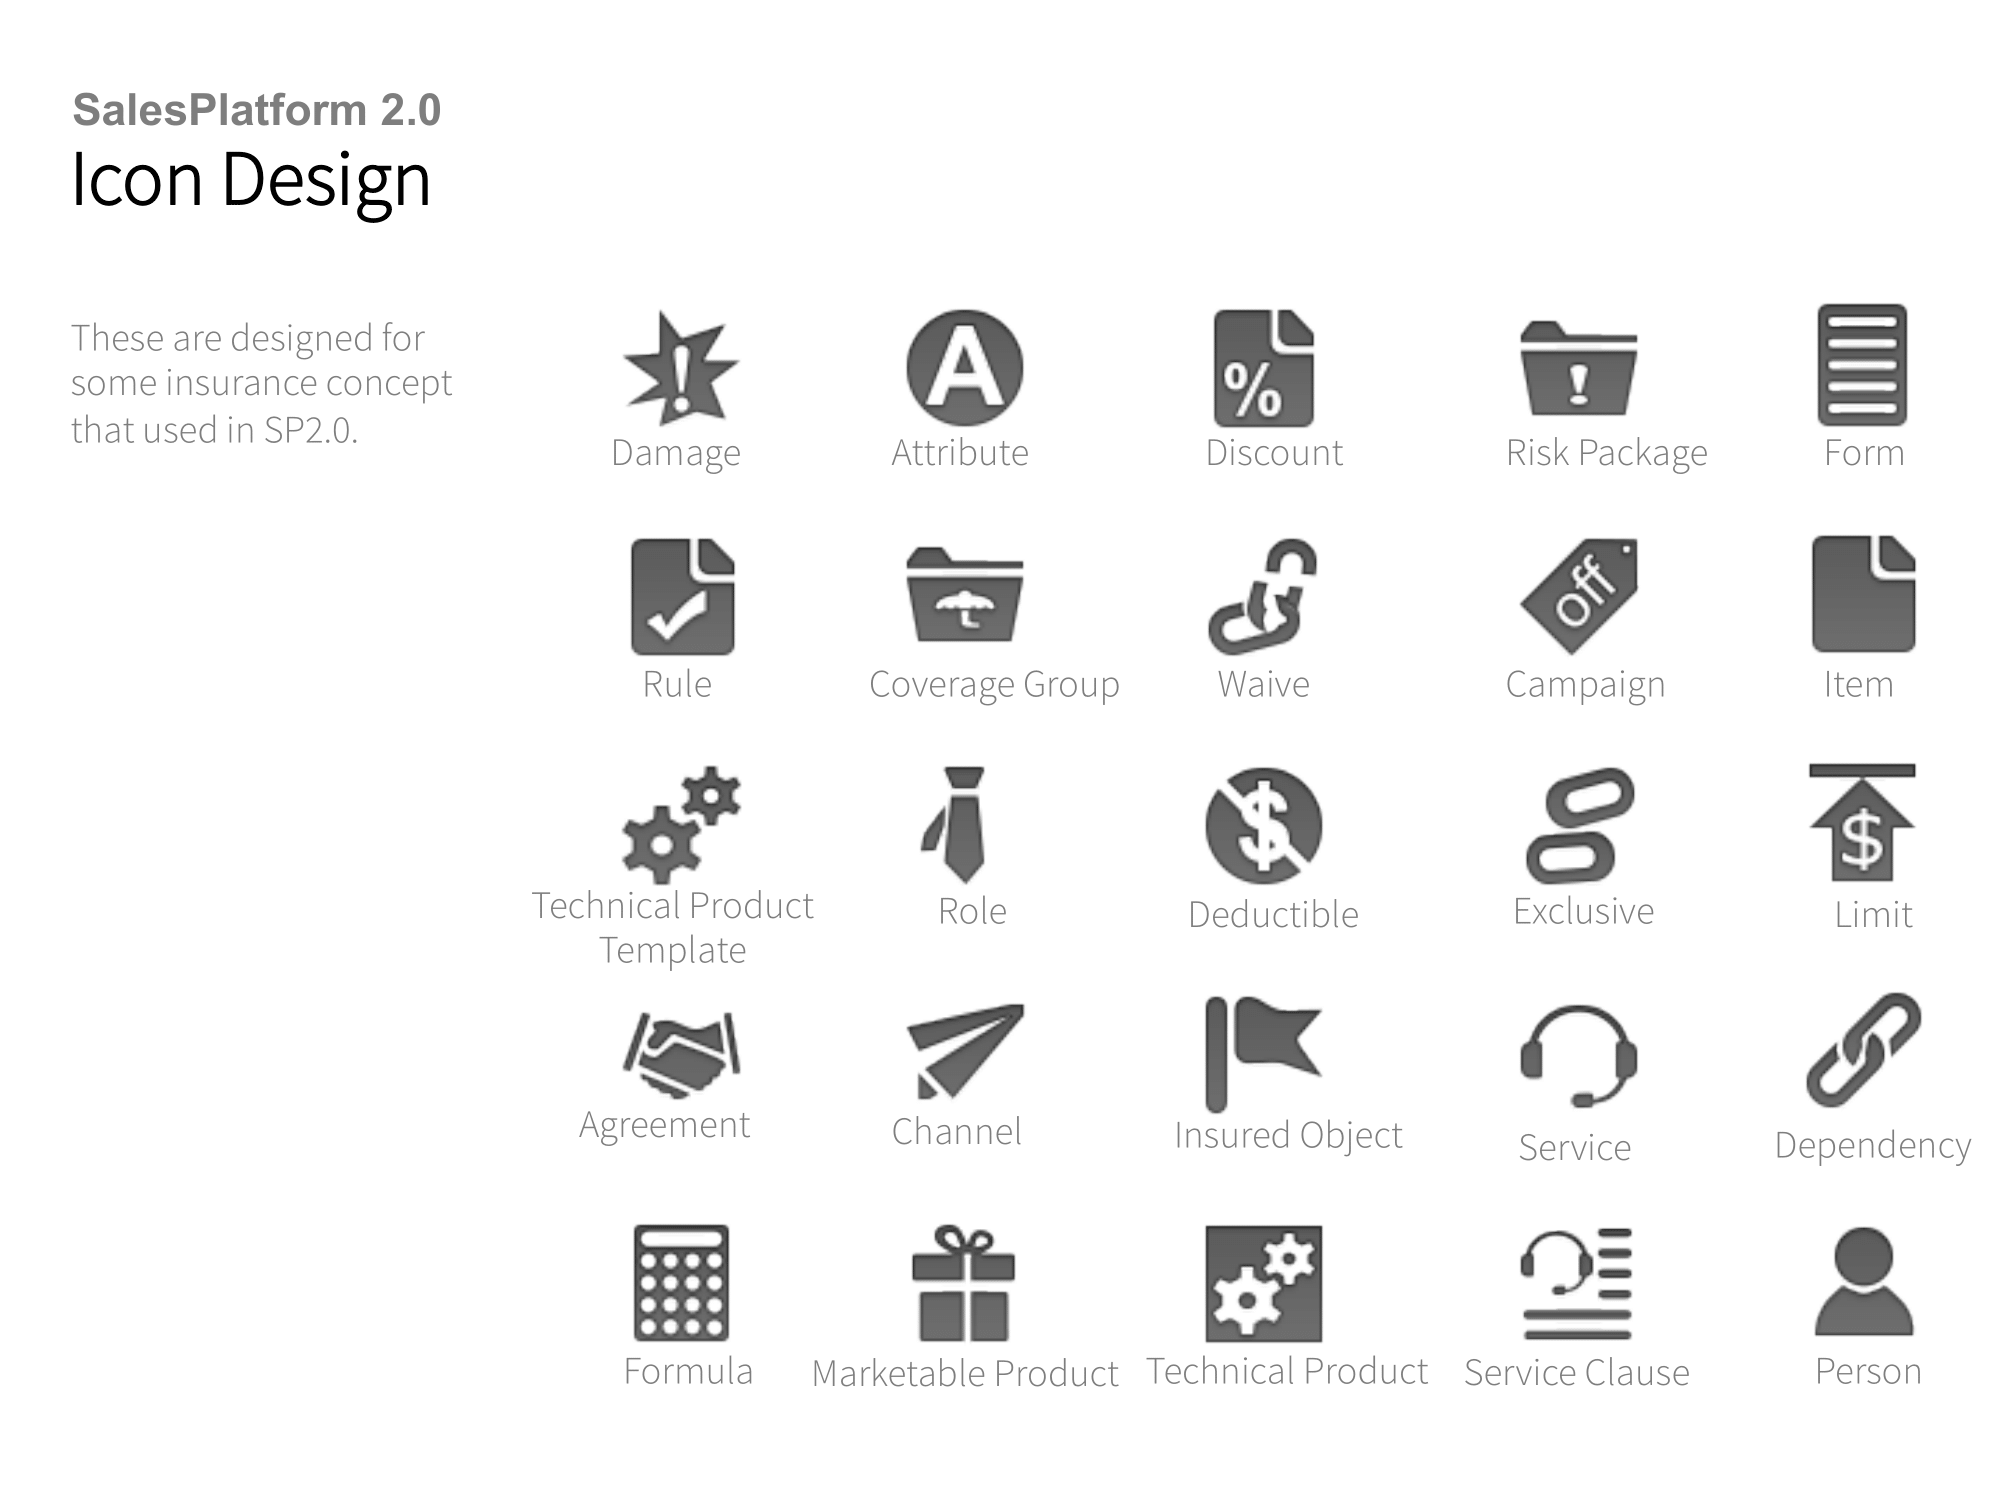 SalesPlatform 2.0
Icon Design
These are designed for
some insurance concept
that used in SP2.0.
!
A
%
!
Damage
Attribute
Discount
Risk Package
Form
Off
Rule
Coverage Group
Waive
Campaign
Item
$
$
Technical Product
Template
Role
Deductible
Exclusive
Limit
Agreement
Channel
Insured Object
Service
Dependency
Formula
Marketable Product
Technical Product
Service Clause
Person